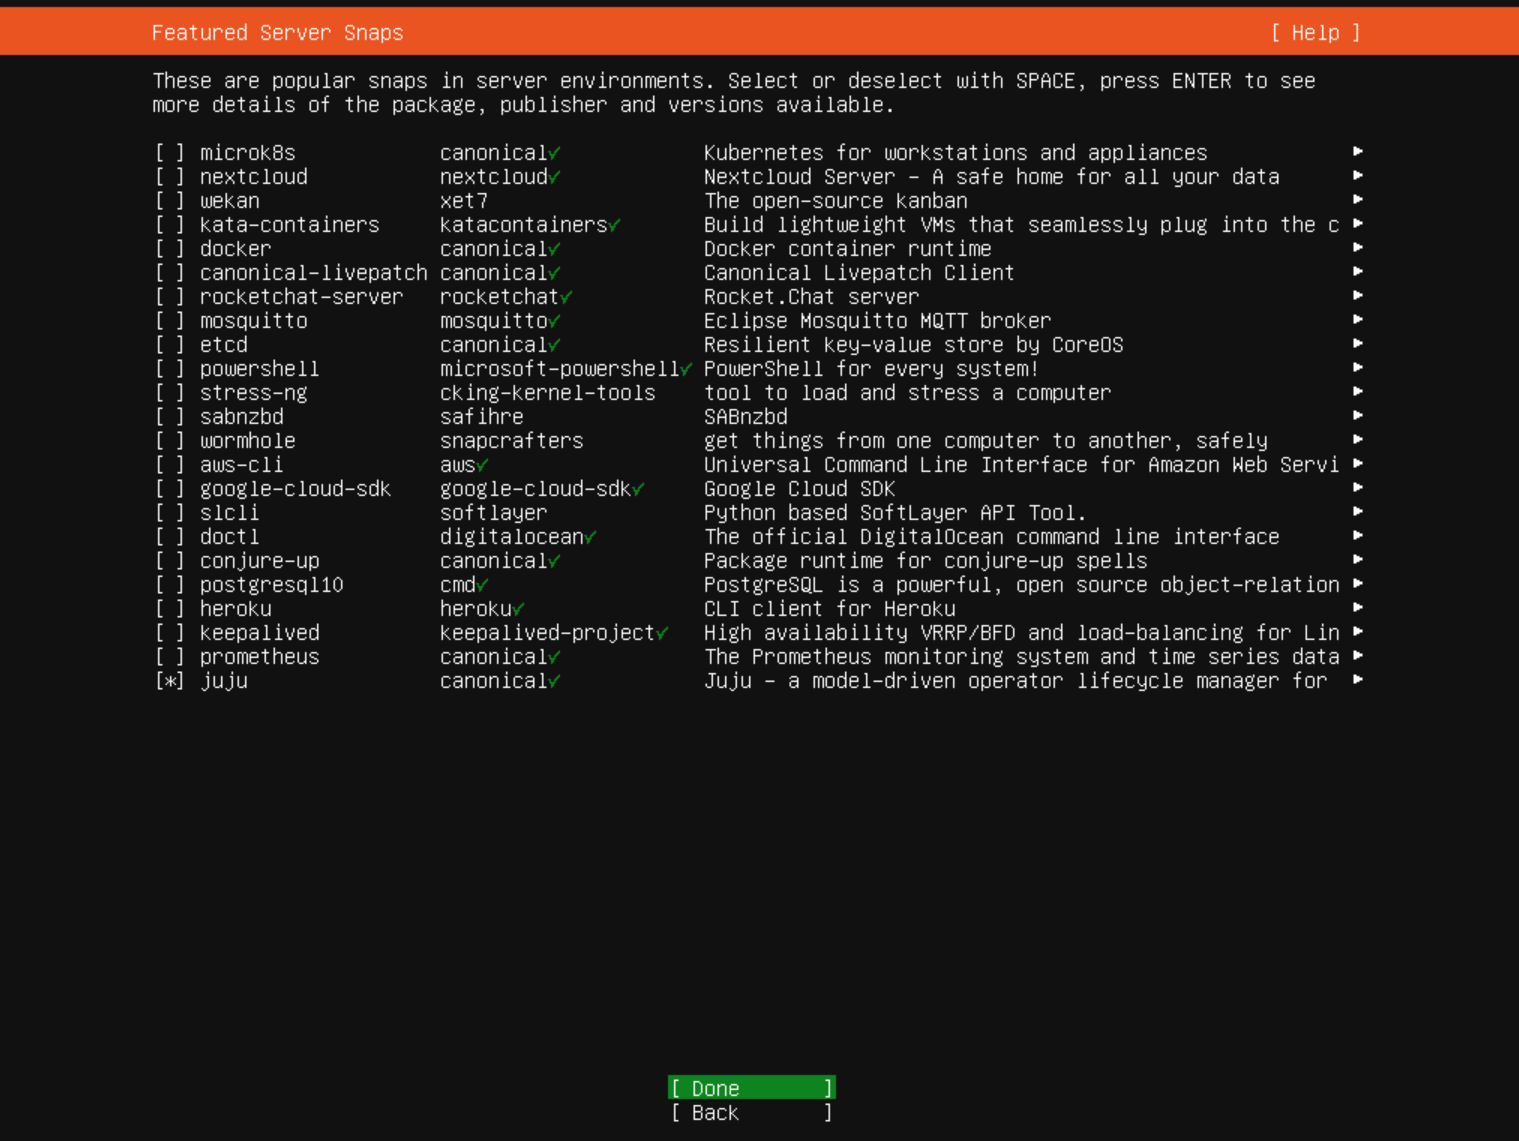 Featured Server Snaps [ Help ]
These are popular snaps in server environments. Select or deselect with SPACE, press ENTER to see
more details of the package, publisher and versions available.
[ ] microk8s canonical✓ Kubernetes for workstations and appliances ▶
[ ] nextcloud nextcloud✓ Nextcloud Server - A safe home for all your data ▶
[ ] wekan xet7 The open-source kanban ▶
[ ] kata-containers katacontainers✓ Build lightweight VMs that seamlessly plug into the c ▶
[ ] docker canonical✓ Docker container runtime ▶
[ ] canonical-livepatch canonical✓ Canonical Livepatch Client ▶
[ ] rocketchat-server rocketchat✓ Rocket.Chat server ▶
[ ] mosquitto mosquitto✓ Eclipse Mosquitto MQTT broker ▶
[ ] etcd canonical✓ Resilient key-value store by CoreOS ▶
[ ] powershell microsoft-powershell✓ PowerShell for every system! ▶
[ ] stress-ng cking-kernel-tools tool to load and stress a computer ▶
[ ] sabnzbd safihre SABnzbd ▶
[ ] wormhole snapcrafters get things from one computer to another, safely ▶
[ ] aws-cli aws✓ Universal Command Line Interface for Amazon Web Servi ▶
[ ] google-cloud-sdk google-cloud-sdk✓ Google Cloud SDK ▶
[ ] slcli softlayer Python based SoftLayer API Tool. ▶
[ ] doctl digitalocean✓ The official DigitalOcean command line interface ▶
[ ] conjure-up canonical✓ Package runtime for conjure-up spells ▶
[ ] postgresql10 cmd✓ PostgreSQL is a powerful, open source object-relation ▶
[ ] heroku heroku✓ CLI client for Heroku ▶
[ ] keepalived keepalived-project✓ High availability VRRP/BFD and load-balancing for Lin ▶
[ ] prometheus canonical✓ The Prometheus monitoring system and time series data ▶
[*] juju canonical✓ Juju - a model-driven operator lifecycle manager for ▶
[ Done ]
[ Back ]